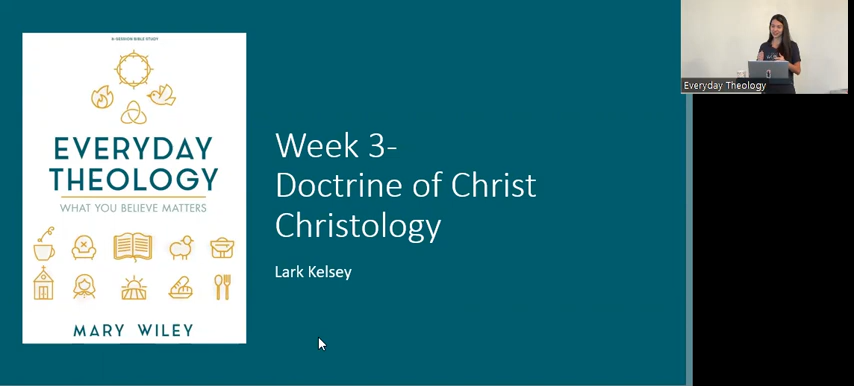 8-SESSION BIBLE STUDY
EVERYDAY
THEOLOGY
WHAT YOU BELIEVE MATTERS
MARY WILEY
Week 3-
Doctrine of Christ
Christology
Lark Kelsey
Everyday Theology